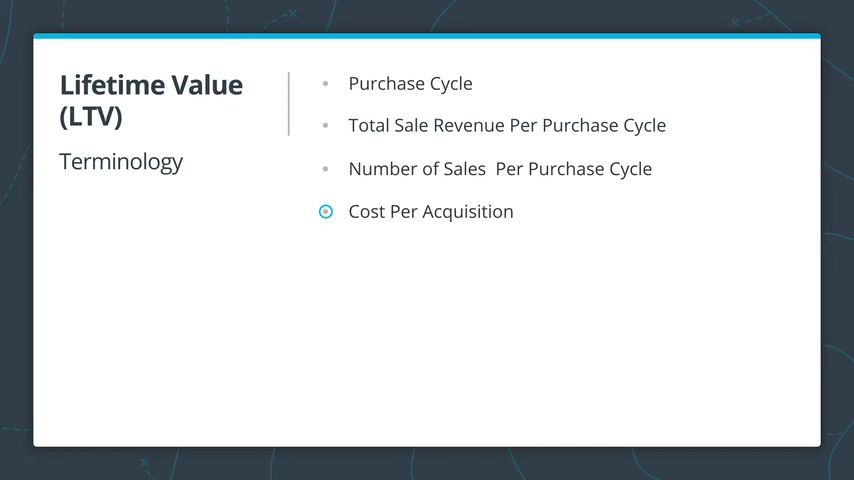 Lifetime Value
(LTV)
Terminology
Purchase Cycle
Total Sale Revenue Per Purchase Cycle
Number of Sales  Per Purchase Cycle
Cost Per Acquisition